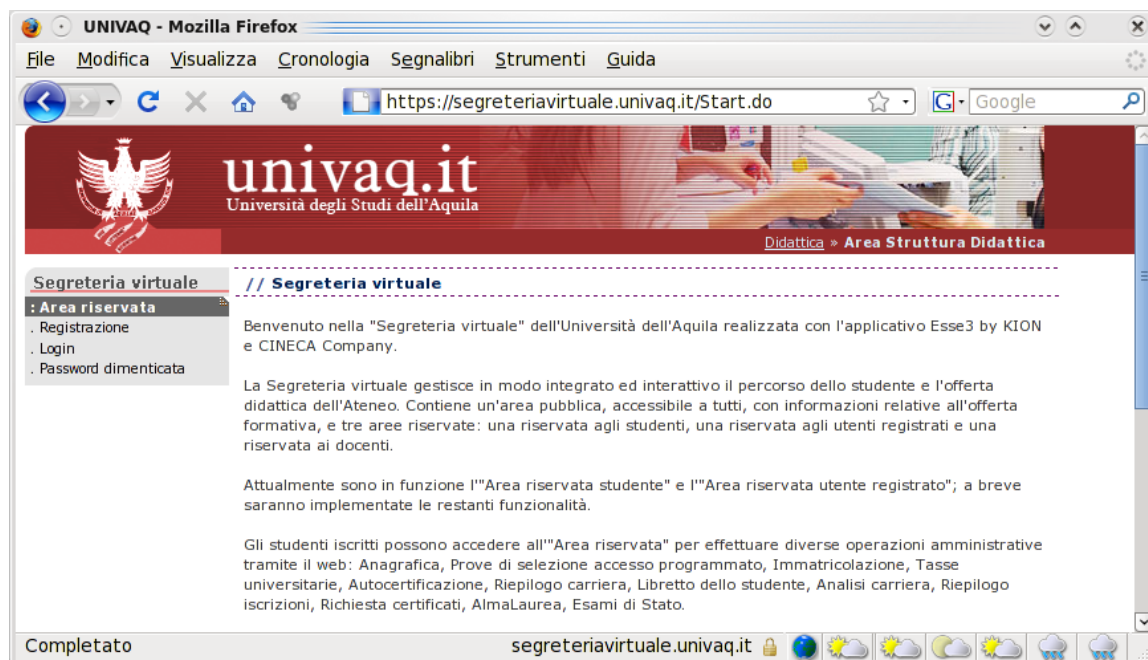 UNIVAQ - Mozilla Firefox
File Modifica Visualizza Cronologia Segnalibri Strumenti Guida
https://segreteriavirtuale.univaq.it/Start.do
G Google
univaq.it
Università degli Studi dell'Aquila
Didattica » Area Struttura Didattica
Segreteria virtuale
: Area riservata
. Registrazione
. Login
. Password dimenticata
// Segreteria virtuale
Benvenuto nella "Segreteria virtuale" dell'Università dell'Aquila realizzata con l'applicativo Esse3 by KION
e CINECA Company.
La Segreteria virtuale gestisce in modo integrato ed interattivo il percorso dello studente e l'offerta
didattica dell'Ateneo. Contiene un'area pubblica, accessibile a tutti, con informazioni relative all'offerta
formativa, e tre aree riservate: una riservata agli studenti, una riservata agli utenti registrati e una
riservata ai docenti.
Attualmente sono in funzione l'"Area riservata studente" e l'"Area riservata utente registrato"; a breve
saranno implementate le restanti funzionalità.
Gli studenti iscritti possono accedere all'"Area riservata" per effettuare diverse operazioni amministrative
tramite il web: Anagrafica, Prove di selezione accesso programmato, Immatricolazione, Tasse
universitarie, Autocertificazione, Riepilogo carriera, Libretto dello studente, Analisi carriera, Riepilogo
iscrizioni, Richiesta certificati, AlmaLaurea, Esami di Stato.
Completato segreteriavirtuale.univaq.it